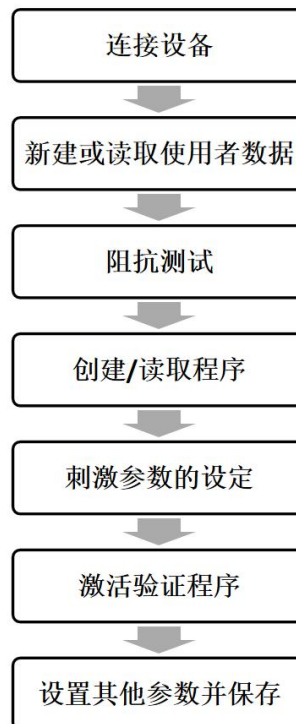 连接设备
新建或读取使用者数据
阻抗测试
创建/读取程序
刺激参数的设定
激活验证程序
设置其他参数并保存